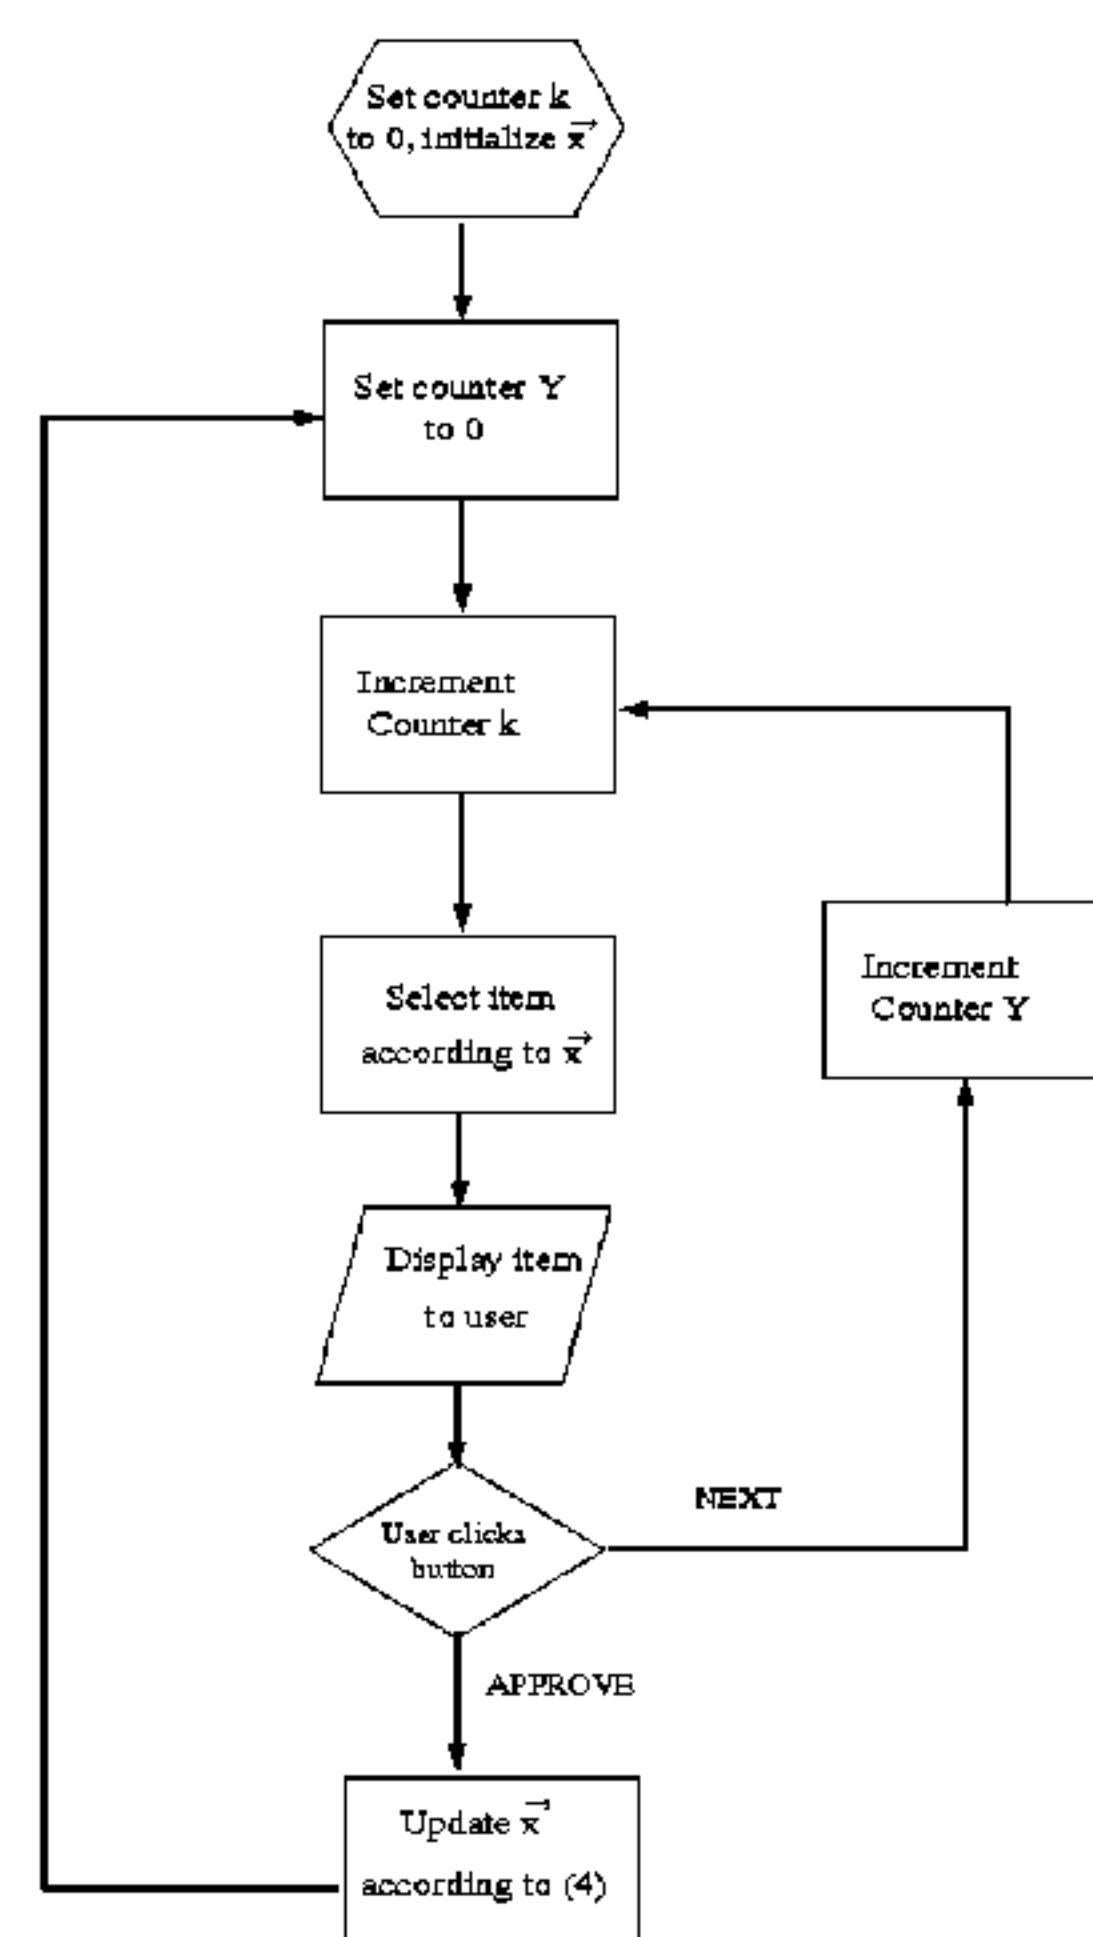 Set counter k
to 0, initialize x⃗
Set counter Y
to 0
Increment
Counter k
Select item
according to x⃗
Increment
Counter Y
Display item
to user
User clicks
button
NEXT
APPROVE
Update x⃗
according to (4)